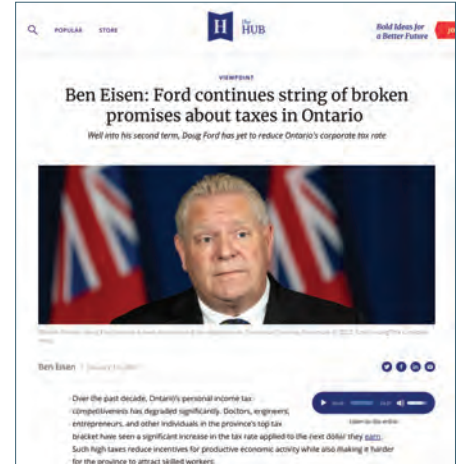 POPULAR STORE
H The HUB
Bold Ideas for
a Better Future
VIEWPOINT
Ben Eisen: Ford continues string of broken
promises about taxes in Ontario
Well into his second term, Doug Ford has yet to reduce Ontario's corporate tax rate
Ben Eisen
Over the past decade, Ontario's personal income tax
competitiveness has degraded significantly. Doctors, engineers,
entrepreneurs, and other individuals in the province's top tax
bracket have seen a significant increase in the tax rate applied to the next dollar they earn.
Such high taxes reduce incentives for productive economic activity while also making it harder
for the province to attract skilled workers.
Listen to this article